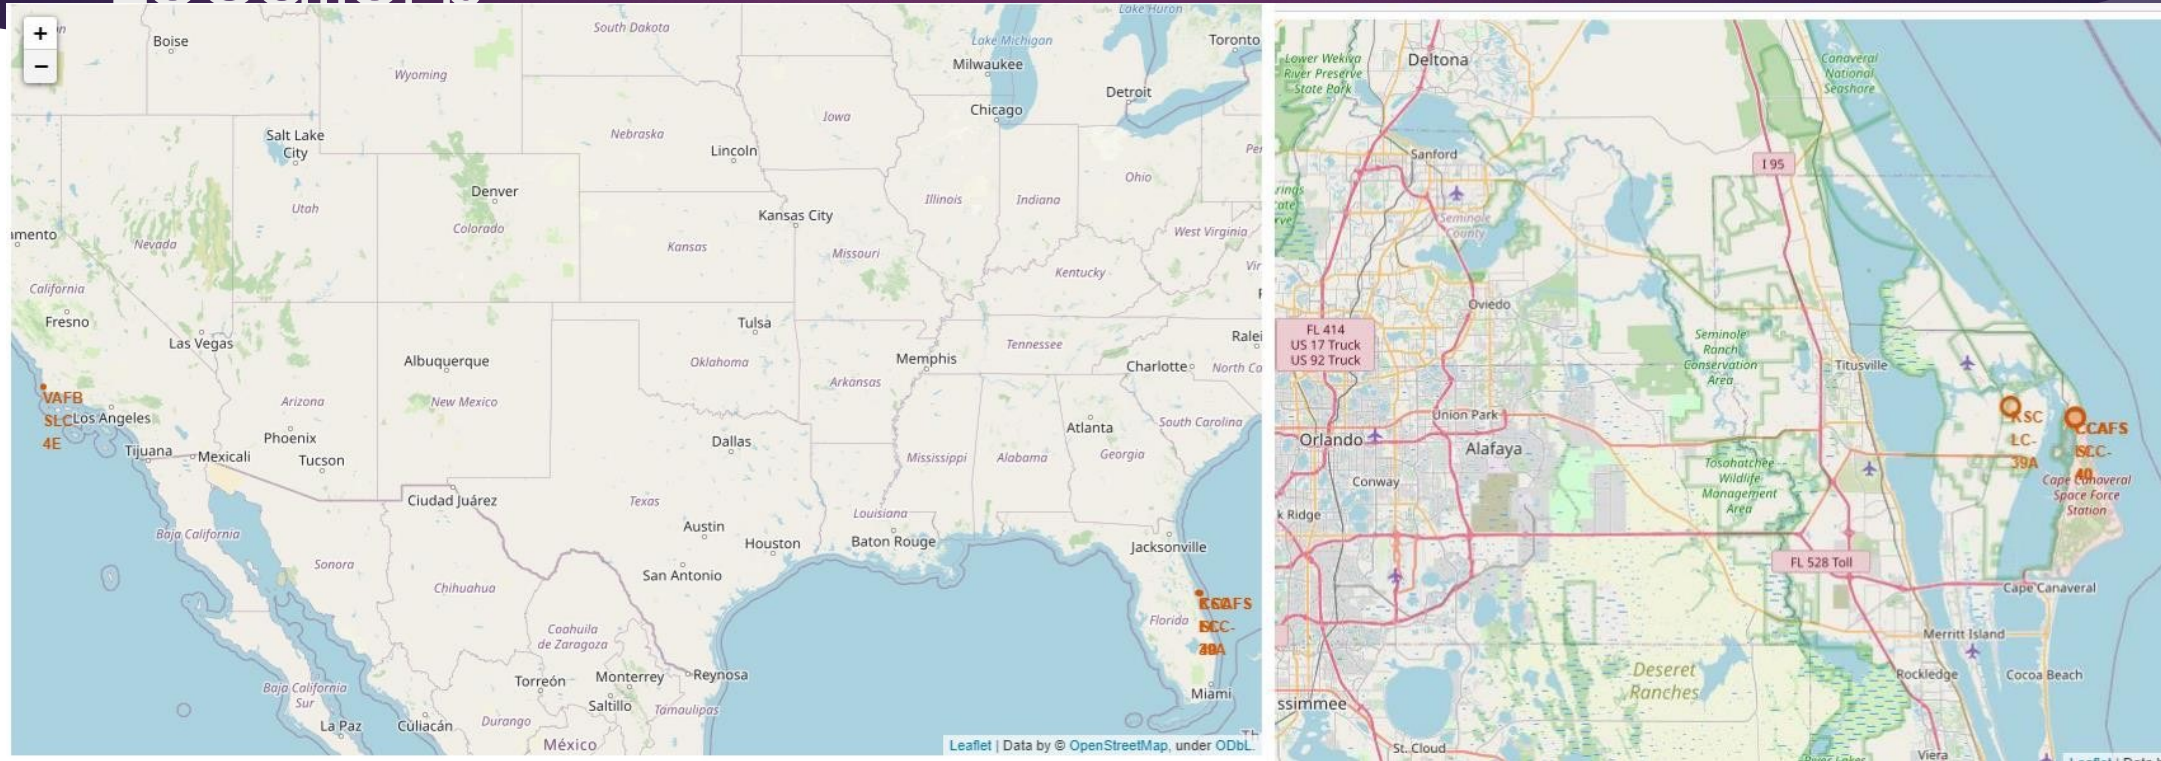 +
−
Boise
South Dakota
Lake Huron
Toronto
Lake Michigan
Milwaukee
Wyoming
Detroit
Chicago
Iowa
Salt Lake
City
Nebraska
Lincoln
Ohio
Denver
Utah
Illinois
Indiana
Kansas City
Colorado
Nevada
Kansas
Missouri
West Virginia
Kentucky
California
Fresno
Las Vegas
Tulsa
Tennessee
Albuquerque
Oklahoma
Memphis
Charlotte
Arkansas
VAFB
SLC-
4E
Los Angeles
Arizona
New Mexico
South Carolina
Phoenix
Tucson
Tijuana
Mexicali
Dallas
Atlanta
Mississippi
Alabama
Georgia
Ciudad Juárez
Texas
Louisiana
Austin
Houston
Baton Rouge
Jacksonville
Baja California
Sonora
Chihuahua
San Antonio
Florida
Coahuila
de Zaragoza
Torreón
Monterrey
Reynosa
Baja California
Sur
Saltillo
Tamaulipas
Miami
La Paz
Culiacán
Durango
México
Leaflet | Data by © OpenStreetMap, under ODbL.
Lower Wekiva
River Preserve
State Park
Deltona
Canaveral
National
Seashore
Sanford
I 95
Seminole
County
Oviedo
FL 414
US 17 Truck
US 92 Truck
Seminole
Ranch
Conservation
Area
Titusville
KSC
LC-
39A
CCAFS
Union Park
Orlando
Alafaya
Tosohatchee
Wildlife
Management
Area
Cape Canaveral
Space Force
Station
Conway
FL 528 Toll
Cape Canaveral
Merritt Island
Deseret
Ranches
Rockledge
Cocoa Beach
St. Cloud
Viera